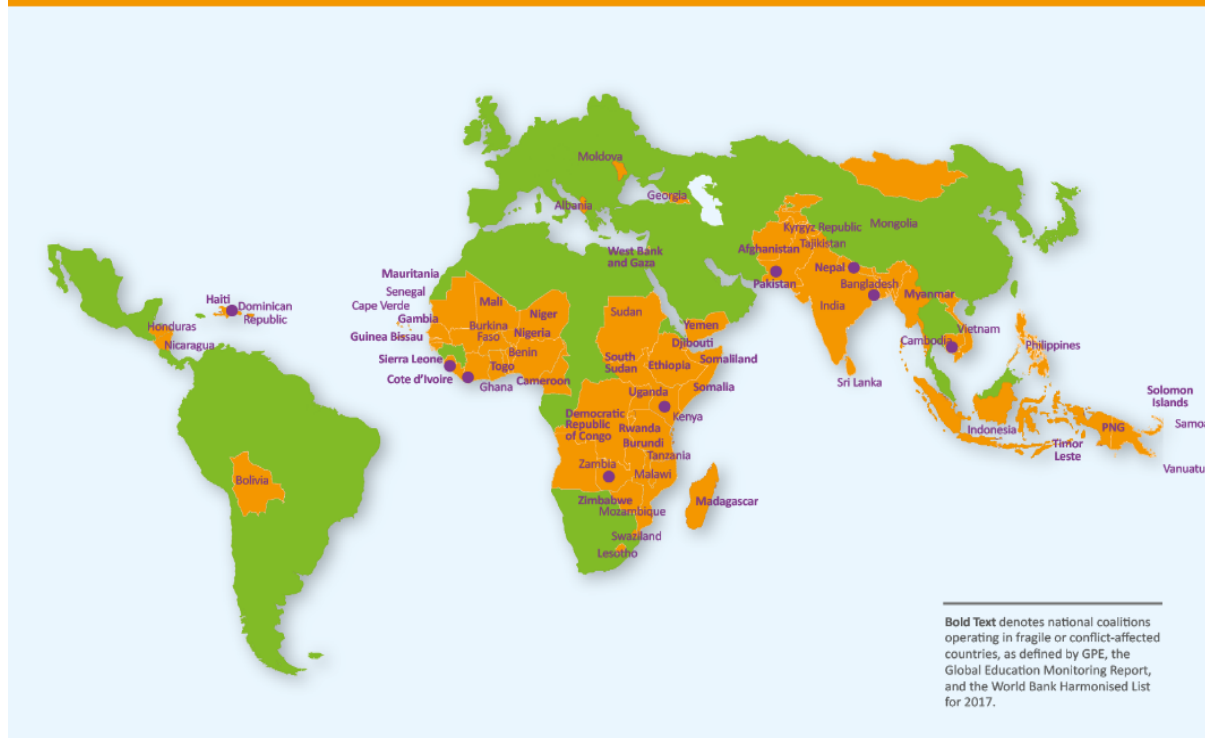 Moldova
Albania
Georgia
Mongolia
Kyrgyz Republic
Tajikistan
Afghanistan
Pakistan
Nepal
Bangladesh
India
Myanmar
Vietnam
Cambodia
Philippines
Sri Lanka
Indonesia
Timor
Leste
PNG
Solomon
Islands
Samoa
Vanuatu
West Bank
and Gaza
Mauritania
Senegal
Cape Verde
Gambia
Guinea Bissau
Sierra Leone
Cote d'Ivoire
Mali
Burkina
Faso
Niger
Nigeria
Benin
Togo
Ghana
Cameroon
Sudan
South
Sudan
Yemen
Djibouti
Ethiopia
Somaliland
Somalia
Uganda
Kenya
Democratic
Republic
of Congo
Rwanda
Burundi
Tanzania
Zambia
Malawi
Zimbabwe
Mozambique
Madagascar
Swaziland
Lesotho
Haiti
Dominican
Republic
Honduras
Nicaragua
Bolivia
Bold Text denotes national coalitions
operating in fragile or conflict-affected
countries, as defined by GPE, the
Global Education Monitoring Report,
and the World Bank Harmonised List
for 2017.